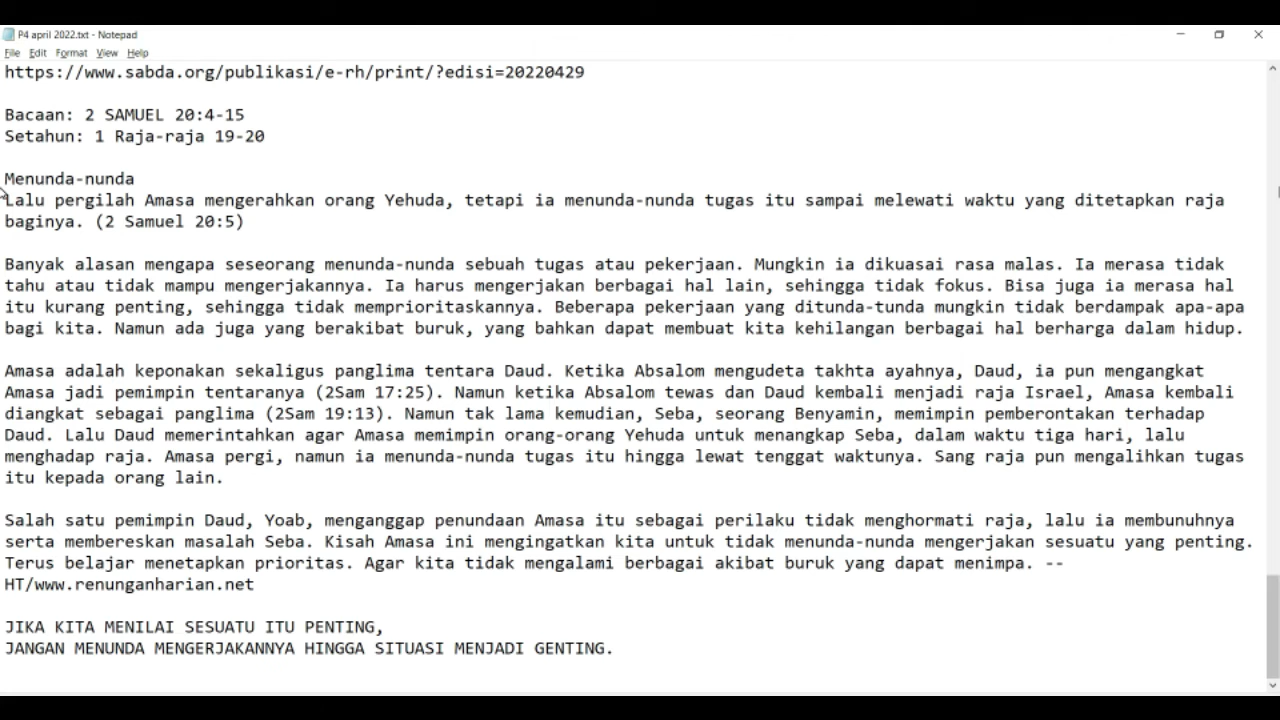 P4 april 2022.txt - Notepad
File Edit Format View Help
https://www.sabda.org/publikasi/e-rh/print/?edisi=20220429
Bacaan: 2 SAMUEL 20:4-15
Setahun: 1 Raja-raja 19-20
Menunda-nunda
Lalu pergilah Amasa mengerahkan orang Yehuda, tetapi ia menunda-nunda tugas itu sampai melewati waktu yang ditetapkan raja
baginya. (2 Samuel 20:5)
Banyak alasan mengapa seseorang menunda-nunda sebuah tugas atau pekerjaan. Mungkin ia dikuasai rasa malas. Ia merasa tidak
tahu atau tidak mampu mengerjakannya. Ia harus mengerjakan berbagai hal lain, sehingga tidak fokus. Bisa juga ia merasa hal
itu kurang penting, sehingga tidak memprioritaskannya. Beberapa pekerjaan yang ditunda-tunda mungkin tidak berdampak apa-apa
bagi kita. Namun ada juga yang berakibat buruk, yang bahkan dapat membuat kita kehilangan berbagai hal berharga dalam hidup.
Amasa adalah keponakan sekaligus panglima tentara Daud. Ketika Absalom mengudeta takhta ayahnya, Daud, ia pun mengangkat
Amasa jadi pemimpin tentaranya (2Sam 17:25). Namun ketika Absalom tewas dan Daud kembali menjadi raja Israel, Amasa kembali
diangkat sebagai panglima (2Sam 19:13). Namun tak lama kemudian, Seba, seorang Benyamin, memimpin pemberontakan terhadap
Daud. Lalu Daud memerintahkan agar Amasa memimpin orang-orang Yehuda untuk menangkap Seba, dalam waktu tiga hari, lalu
menghadap raja. Amasa pergi, namun ia menunda-nunda tugas itu hingga lewat tenggat waktunya. Sang raja pun mengalihkan tugas
itu kepada orang lain.
Salah satu pemimpin Daud, Yoab, menganggap penundaan Amasa itu sebagai perilaku tidak menghormati raja, lalu ia membunuhnya
serta membereskan masalah Seba. Kisah Amasa ini mengingatkan kita untuk tidak menunda-nunda mengerjakan sesuatu yang penting.
Terus belajar menetapkan prioritas. Agar kita tidak mengalami berbagai akibat buruk yang dapat menimpa. --
HT/www.renunganharian.net
JIKA KITA MENILAI SESUATU ITU PENTING,
JANGAN MENUNDA MENGERJAKANNYA HINGGA SITUASI MENJADI GENTING.